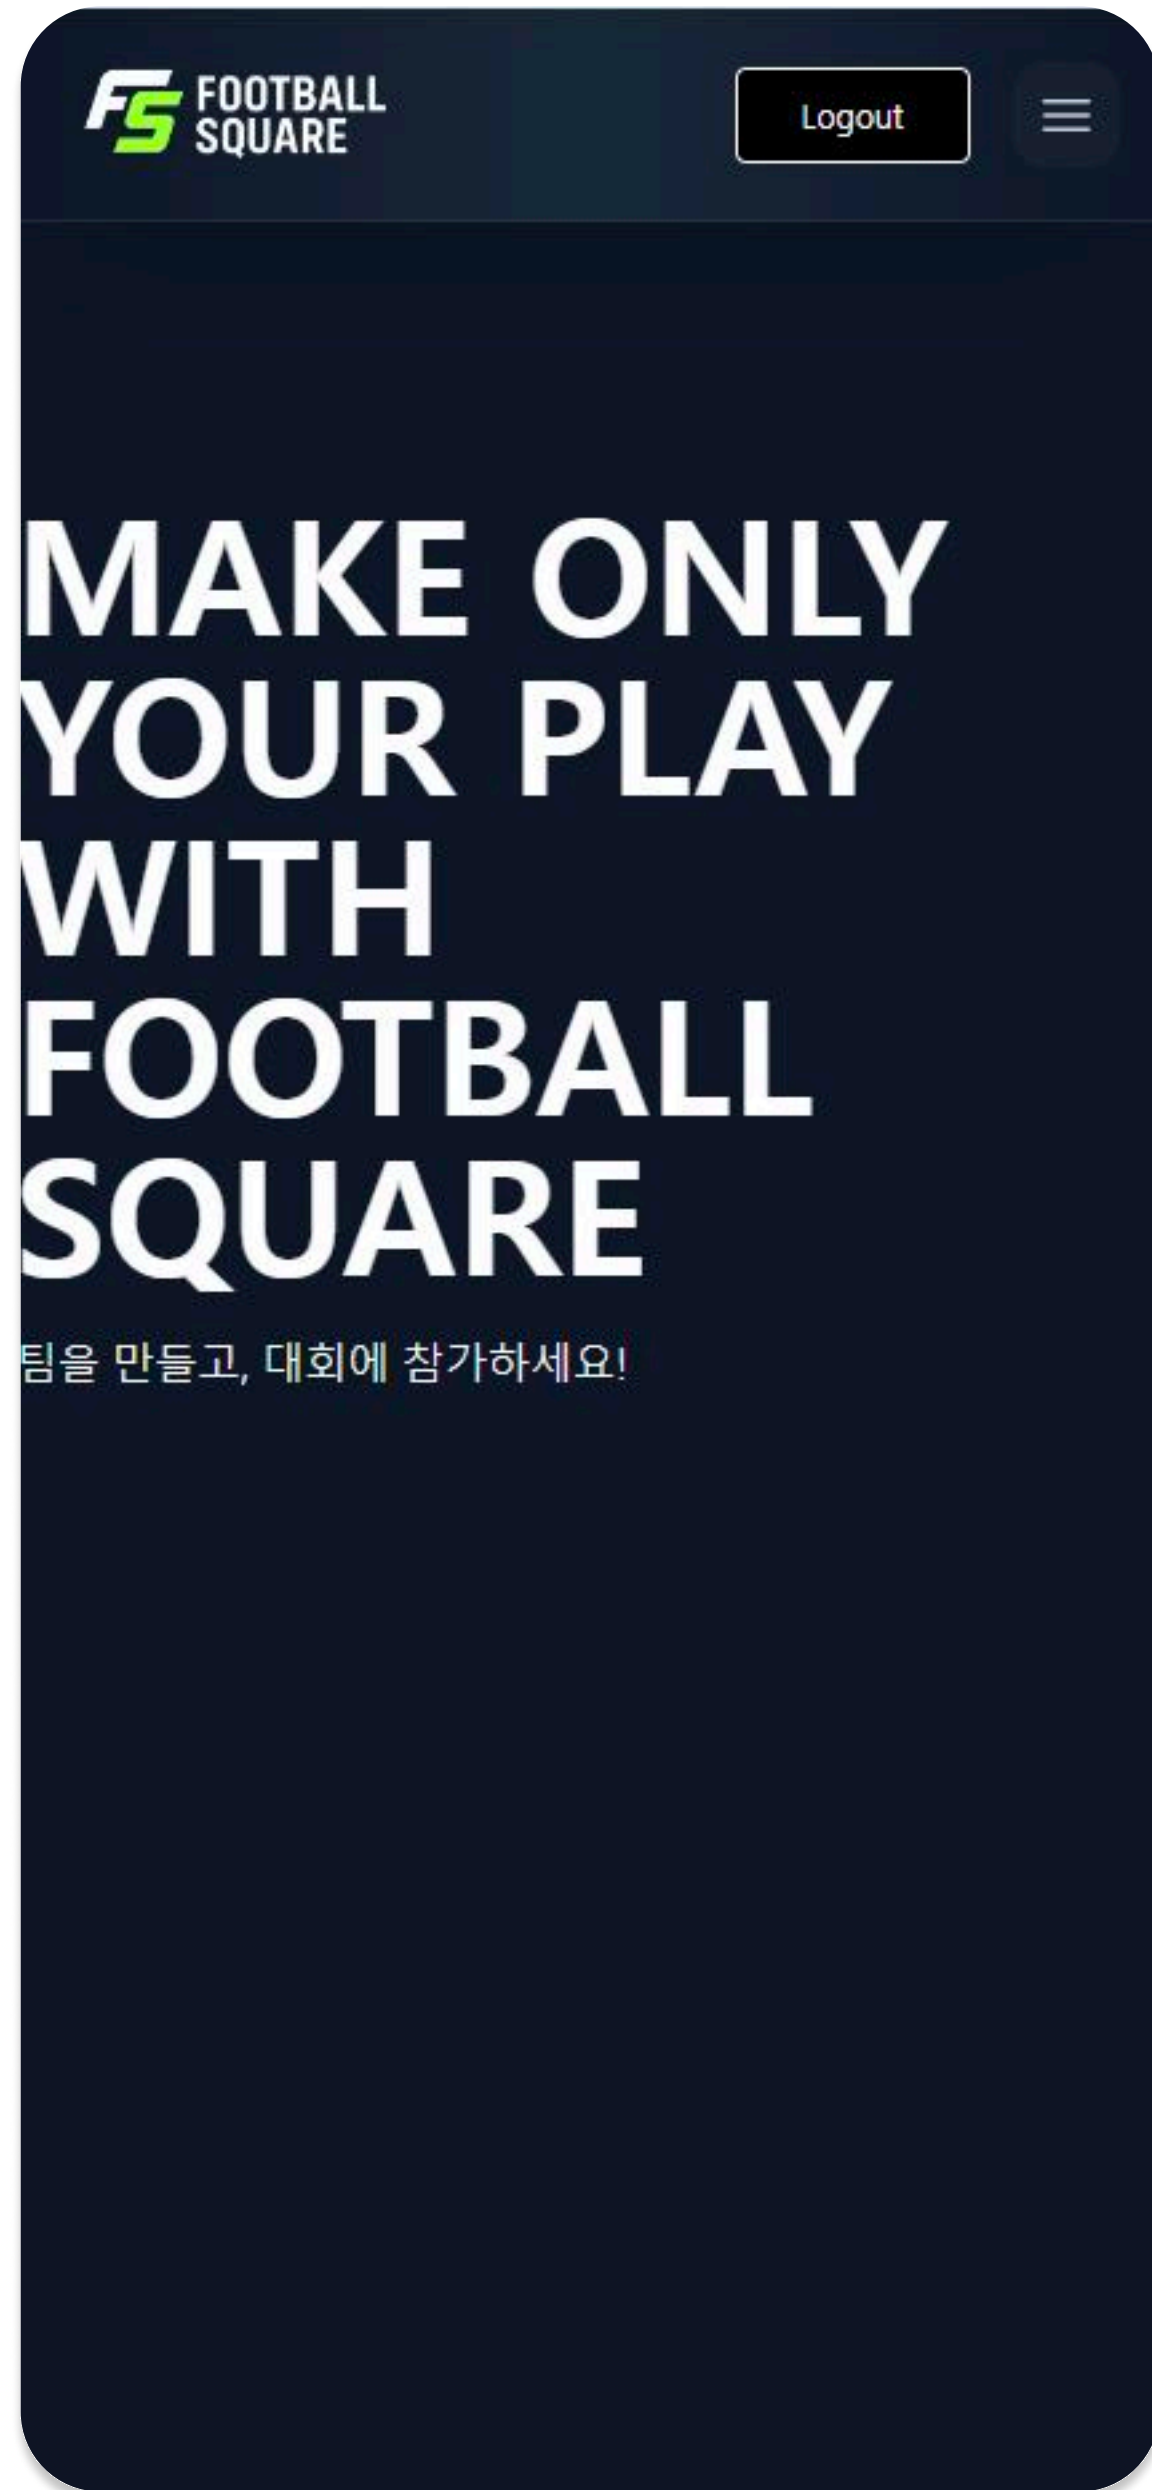 FS FOOTBALL
SQUARE
Logout
MAKE ONLY
YOUR PLAY
WITH
FOOTBALL
SQUARE
팀을 만들고, 대회에 참가하세요!